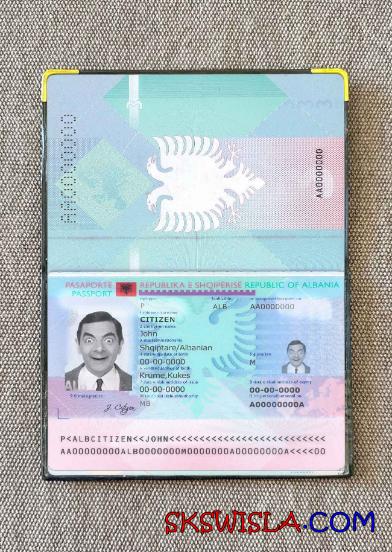 AA0000000
AA0000000
PASAPORTE REPUBLIKA E SHQIPERISE REPUBLIC OF ALBANIA
PASSPORT
P ALB AA0000000
CITIZEN
John
Shqiptare/Albanian
00-00-0000
Krume,Kukes M
00-00-0000 00-00-0000
MB A00000000A
J. Citizen
P<ALBCITIZEN<<JOHN<<<<<<<<<<<<<<<<<<<<<<<<<<
AA00000000ALB0000000M0000000A00000000A<<<<00
SKSWISLA.COM